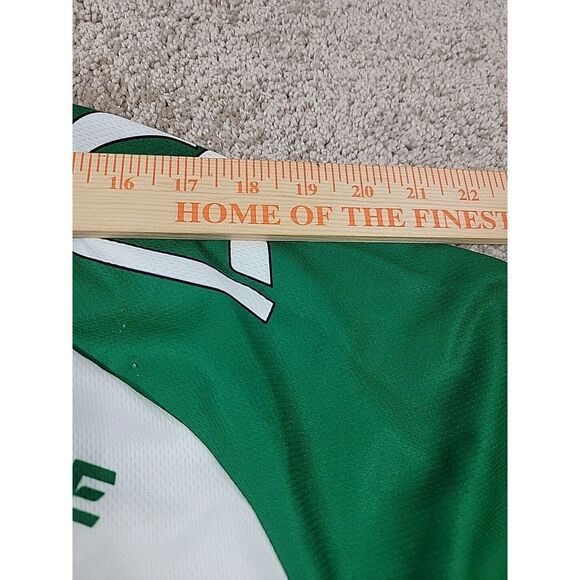 16 17 18 19 20 21 22
HOME OF THE FINEST
E